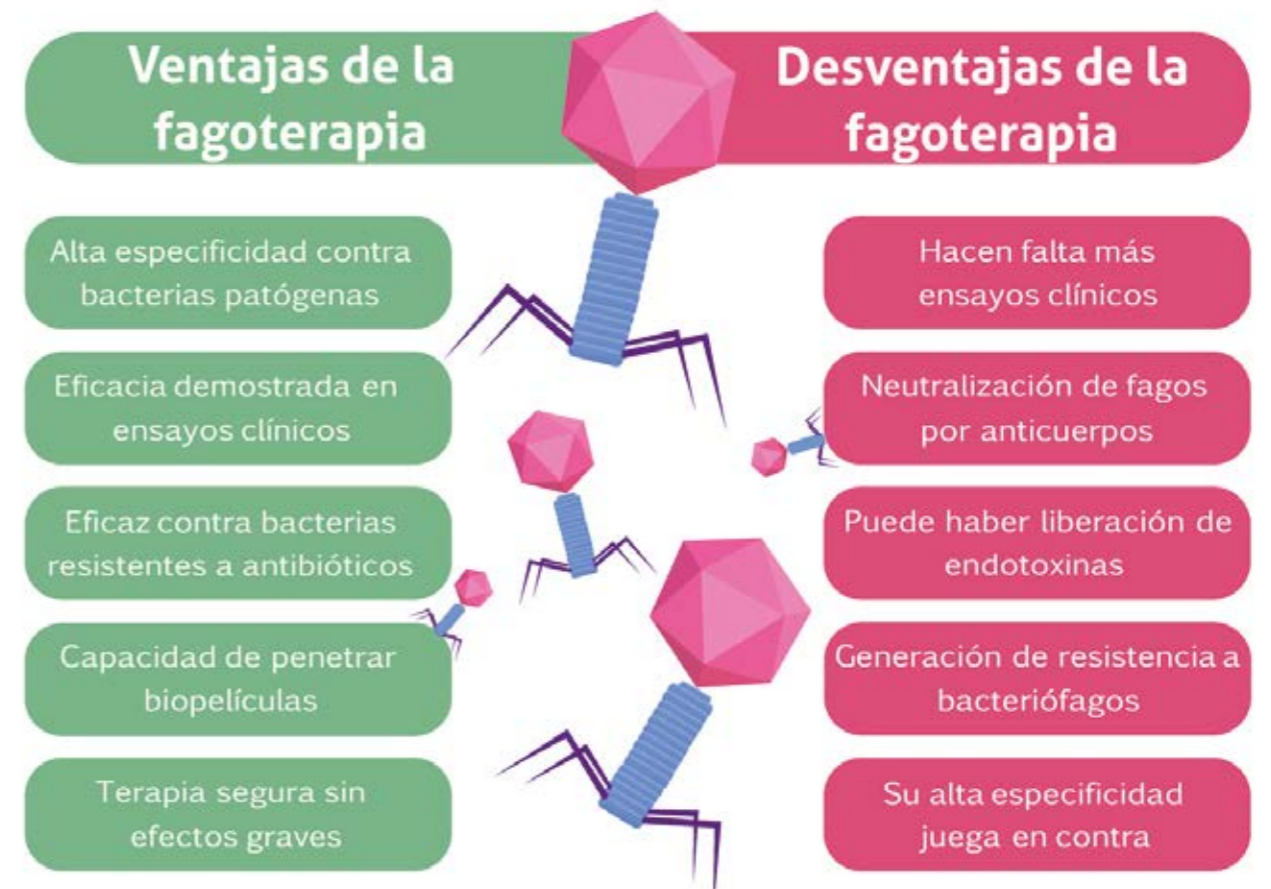 Ventajas de la
fagoterapia
Desventajas de la
fagoterapia
Alta especificidad contra
bacterias patógenas
Eficacia demostrada en
ensayos clínicos
Eficaz contra bacterias
resistentes a antibióticos
Capacidad de penetrar
biopelículas
Terapia segura sin
efectos graves
Hacen falta más
ensayos clínicos
Neutralización de fagos
por anticuerpos
Puede haber liberación de
endotoxinas
Generación de resistencia a
bacteriófagos
Su alta especificidad
juega en contra